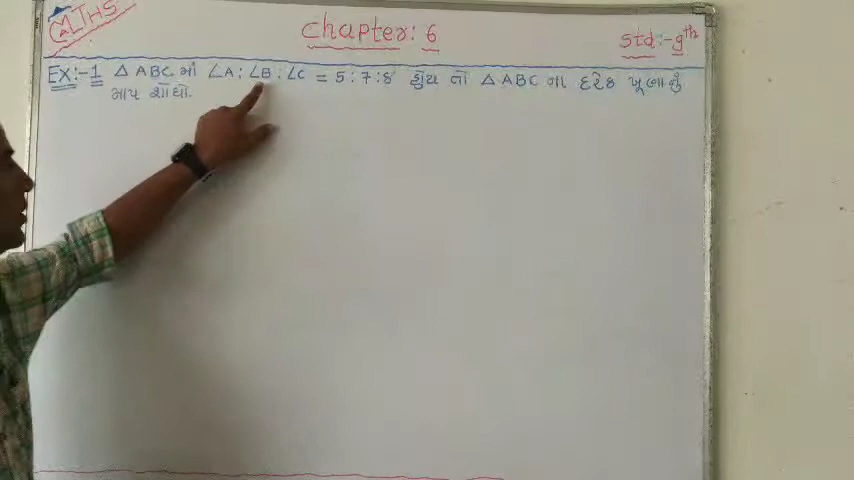 MATHS
Chapter: 6
Std:-9th
Ex:-1 △ ABC માં ∠A : ∠B : ∠C = 5 : 7 : 8 હોય તો △ ABC ના દરેક ખૂણાનું
માપ શોધો.